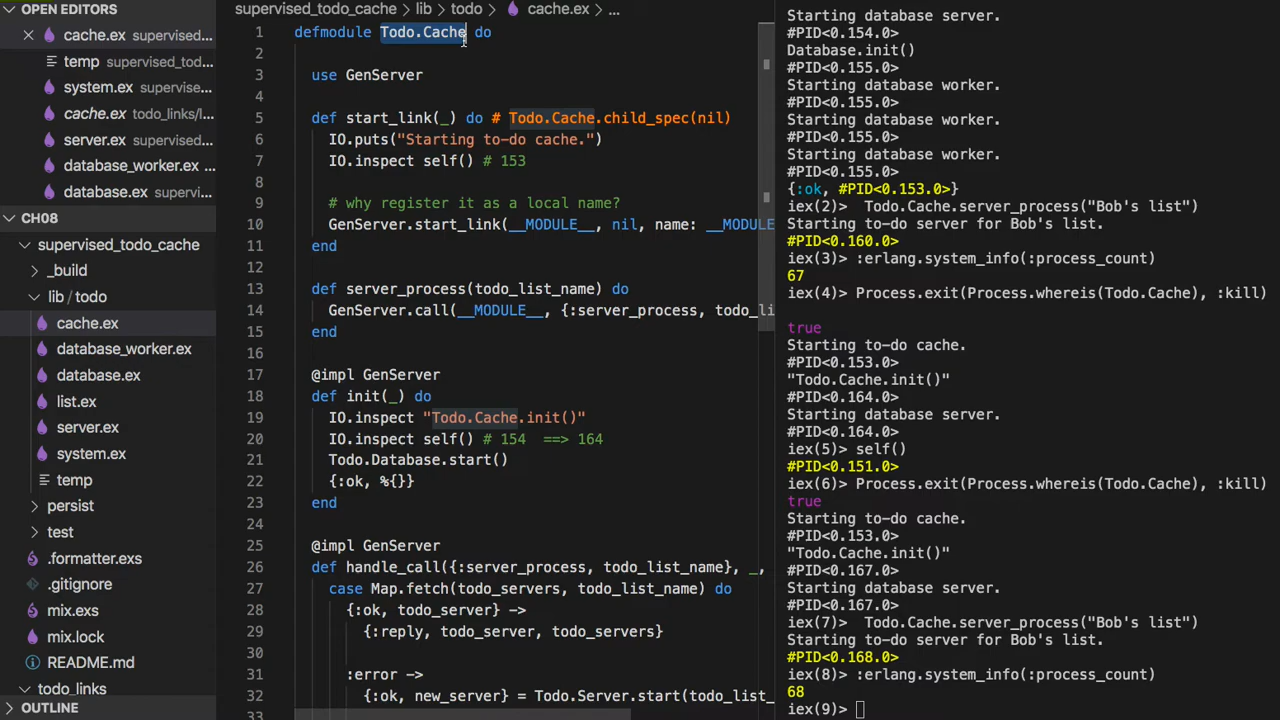 OPEN EDITORS
cache.ex supervised...
temp supervised_tod...
system.ex supervise...
cache.ex todo_links/l...
server.ex supervised...
database_worker.ex ...
database.ex supervi...
CH08
supervised_todo_cache
_build
lib / todo
cache.ex
database_worker.ex
database.ex
list.ex
server.ex
system.ex
temp
persist
test
.formatter.exs
.gitignore
mix.exs
mix.lock
README.md
todo_links
OUTLINE
supervised_todo_cache > lib > todo > cache.ex > ...
1 defmodule Todo.Cache do
2
3 use GenServer
4
5 def start_link(_) do # Todo.Cache.child_spec(nil)
6 IO.puts("Starting to-do cache.")
7 IO.inspect self() # 153
8
9 # why register it as a local name?
10 GenServer.start_link(__MODULE__, nil, name: __MODULE
11 end
12
13 def server_process(todo_list_name) do
14 GenServer.call(__MODULE__, {:server_process, todo_li
15 end
16
17 @impl GenServer
18 def init(_) do
19 IO.inspect "Todo.Cache.init()"
20 IO.inspect self() # 154 ==> 164
21 Todo.Database.start()
22 {:ok, %{}}
23 end
24
25 @impl GenServer
26 def handle_call({:server_process, todo_list_name}, _,
27 case Map.fetch(todo_servers, todo_list_name) do
28 {:ok, todo_server} ->
29 {:reply, todo_server, todo_servers}
30
31 :error ->
32 {:ok, new_server} = Todo.Server.start(todo_list_
33
Starting database server.
#PID<0.154.0>
Database.init()
#PID<0.155.0>
Starting database worker.
#PID<0.155.0>
Starting database worker.
#PID<0.155.0>
Starting database worker.
#PID<0.155.0>
{:ok, #PID<0.153.0>}
iex(2)> Todo.Cache.server_process("Bob's list")
Starting to-do server for Bob's list.
#PID<0.160.0>
iex(3)> :erlang.system_info(:process_count)
67
iex(4)> Process.exit(Process.whereis(Todo.Cache), :kill)
true
Starting to-do cache.
#PID<0.153.0>
"Todo.Cache.init()"
#PID<0.164.0>
Starting database server.
#PID<0.164.0>
iex(5)> self()
#PID<0.151.0>
iex(6)> Process.exit(Process.whereis(Todo.Cache), :kill)
true
Starting to-do cache.
#PID<0.153.0>
"Todo.Cache.init()"
#PID<0.167.0>
Starting database server.
#PID<0.167.0>
iex(7)> Todo.Cache.server_process("Bob's list")
Starting to-do server for Bob's list.
#PID<0.168.0>
iex(8)> :erlang.system_info(:process_count)
68
iex(9)>